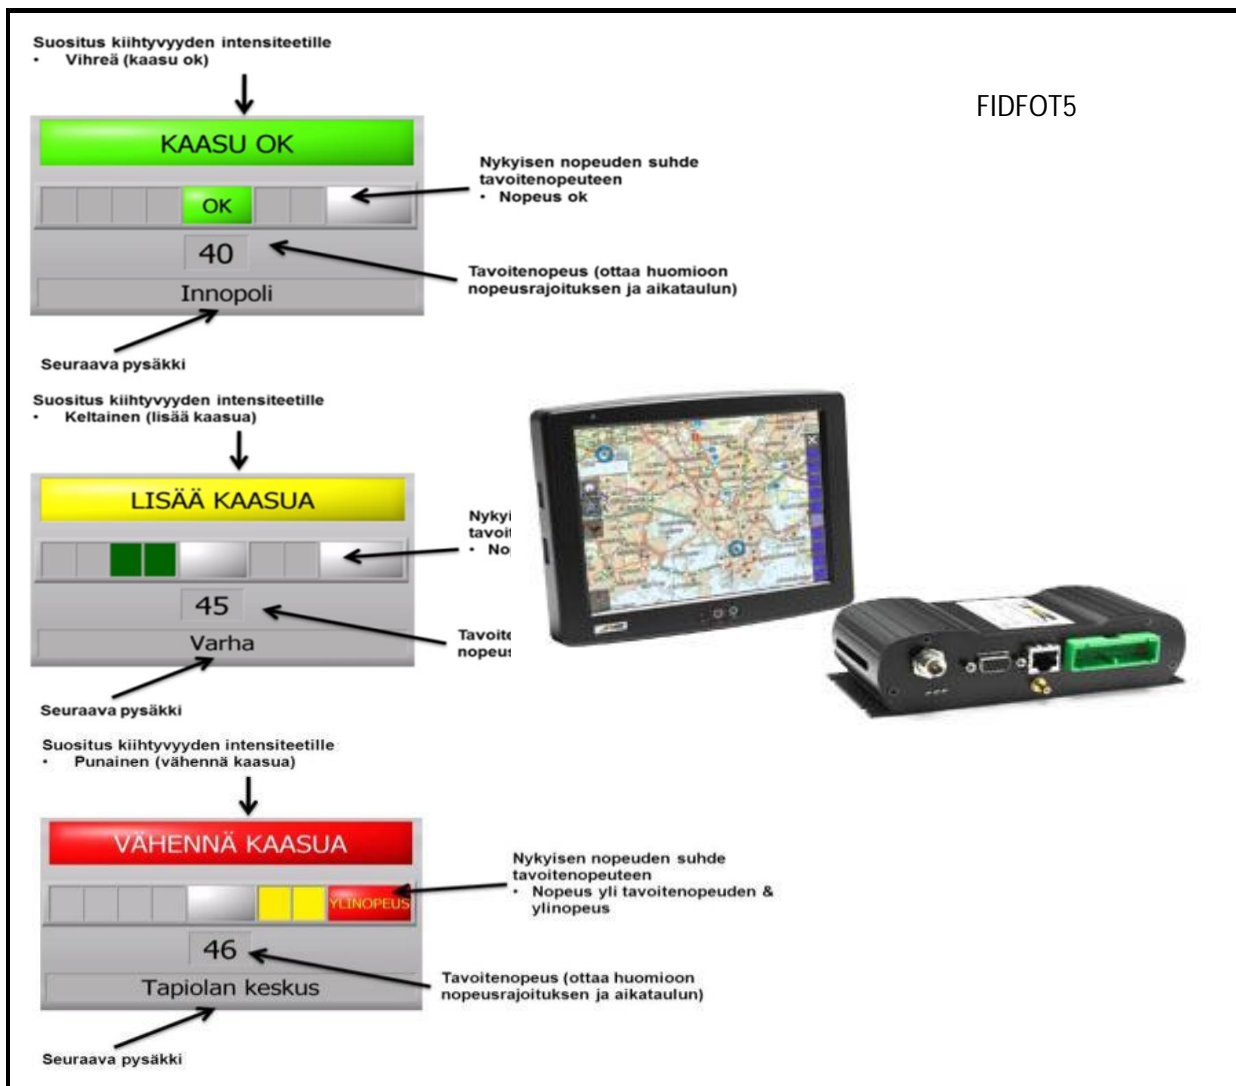 Suositus kiihtyvyyden intensiteetille
• Vihreä (kaasu ok)
FIDFOT5
KAASU OK
Nykyisen nopeuden suhde
tavoitenopeuteen
• Nopeus ok
OK
40
Tavoitenopeus (ottaa huomioon
nopeusrajoituksen ja aikataulun)
Innopoli
Seuraava pysäkki
Suositus kiihtyvyyden intensiteetille
• Keltainen (lisää kaasua)
LISÄÄ KAASUA
45
Varha
Seuraava pysäkki
Suositus kiihtyvyyden intensiteetille
• Punainen (vähennä kaasua)
VÄHENNÄ KAASUA
Nykyisen nopeuden suhde
tavoitenopeuteen
• Nopeus yli tavoitenopeuden &
ylinopeus
YLINOPEUS
46
Tavoitenopeus (ottaa huomioon
nopeusrajoituksen ja aikataulun)
Tapiolan keskus
Seuraava pysäkki